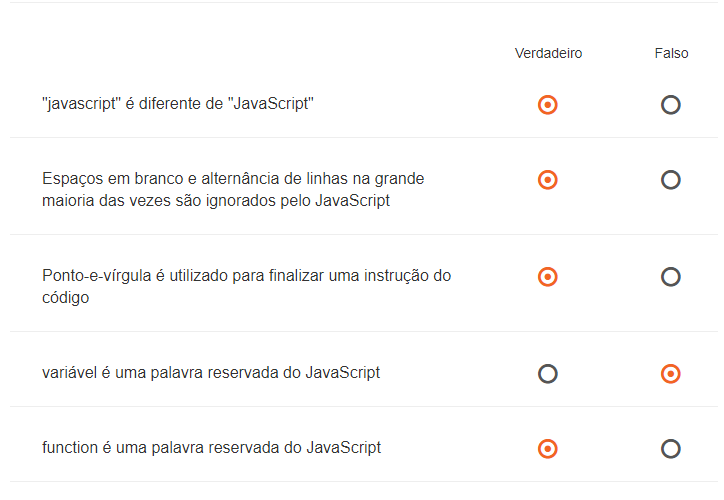 Verdadeiro Falso
"javascript" é diferente de "JavaScript"
Espaços em branco e alternância de linhas na grande
maioria das vezes são ignorados pelo JavaScript
Ponto-e-vírgula é utilizado para finalizar uma instrução do
código
variável é uma palavra reservada do JavaScript
function é uma palavra reservada do JavaScript